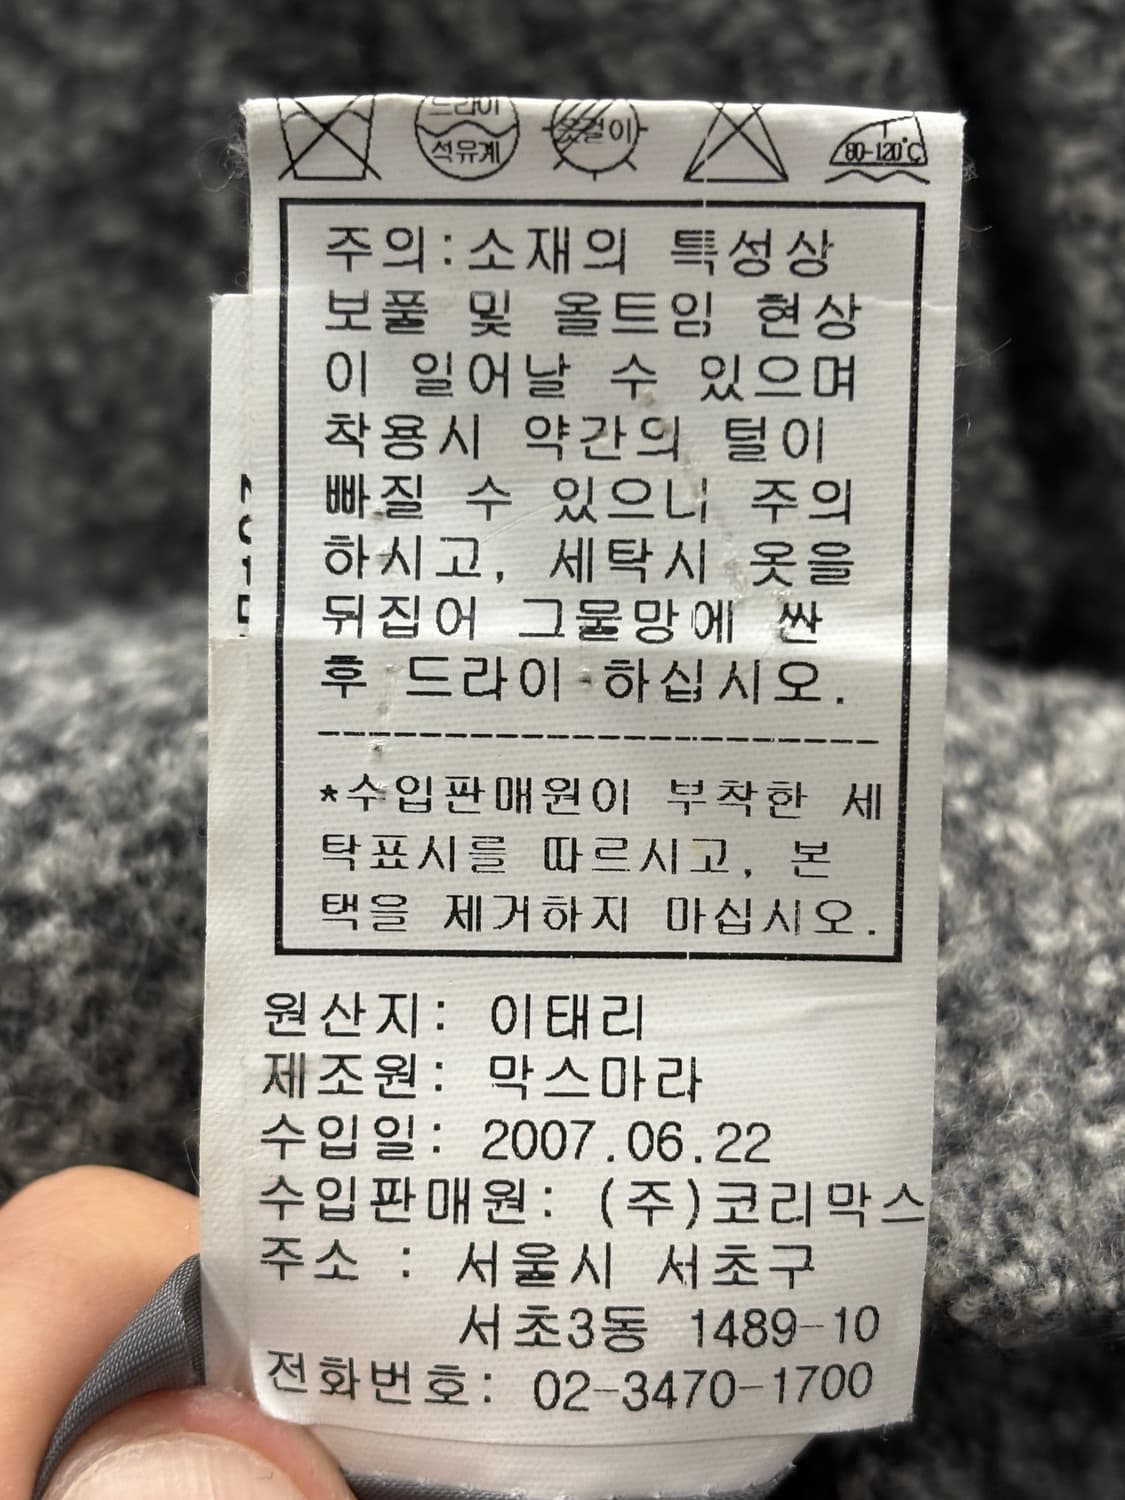 드라이
석유계
옷걸이
80-120℃
주의:소재의 특성상
보풀 및 올트임 현상
이 일어날 수 있으며
착용시 약간의 털이
빠질 수 있으니 주의
하시고, 세탁시 옷을
뒤집어 그물망에 싼
후 드라이 하십시오.
*수입판매원이 부착한 세
탁표시를 따르시고, 본
택을 제거하지 마십시오.
원산지: 이태리
제조원: 막스마라
수입일: 2007.06.22
수입판매원: (주)코리막스
주소 : 서울시 서초구
서초3동 1489-10
전화번호: 02-3470-1700